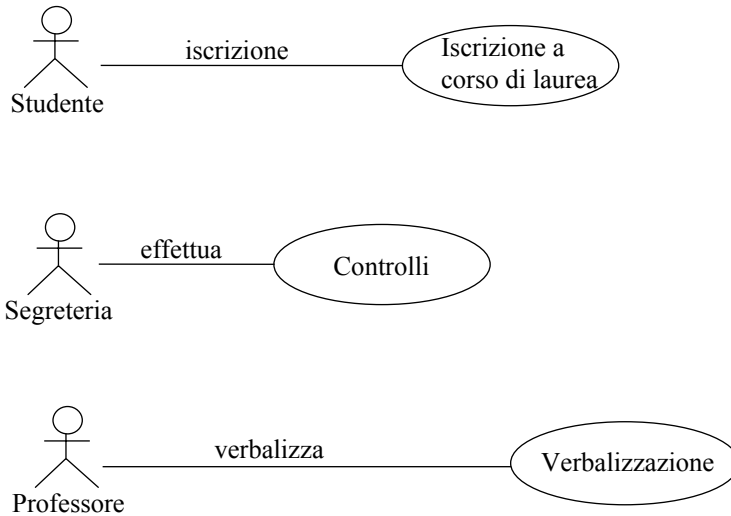 iscrizione
Iscrizione a
corso di laurea
Studente
effettua
Controlli
Segreteria
verbalizza
Verbalizzazione
Professore